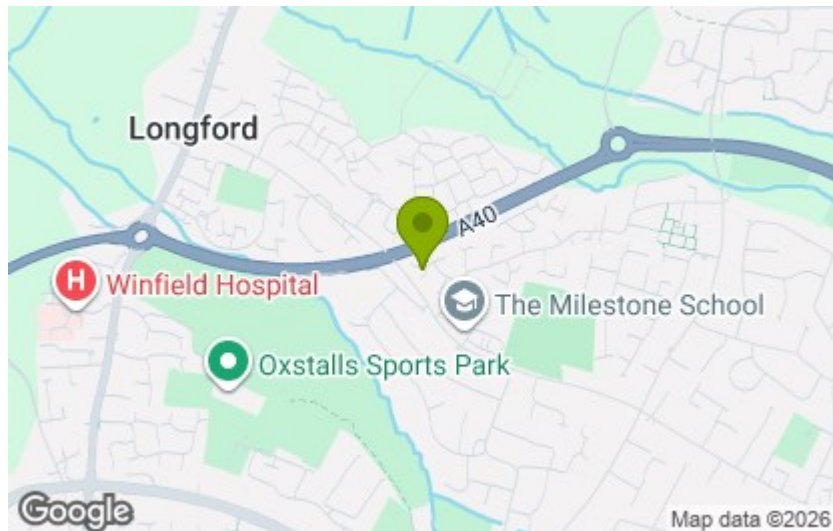 Longford
A40
H
Winfield Hospital
The Milestone School
Oxstalls Sports Park
Google
Map data ©2026